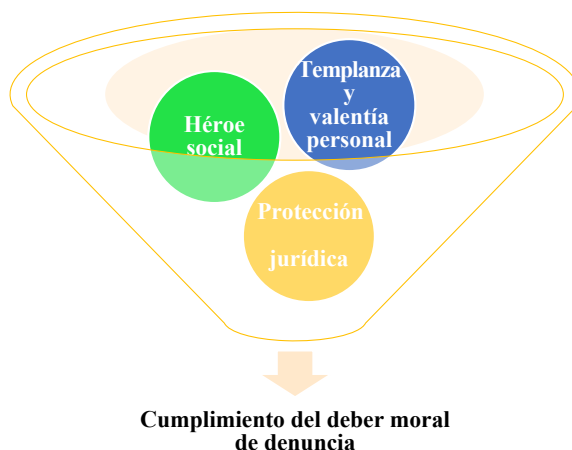 Templanza
y
valentía
personal
Héroe
social
Protección
jurídica
Cumplimiento del deber moral
de denuncia